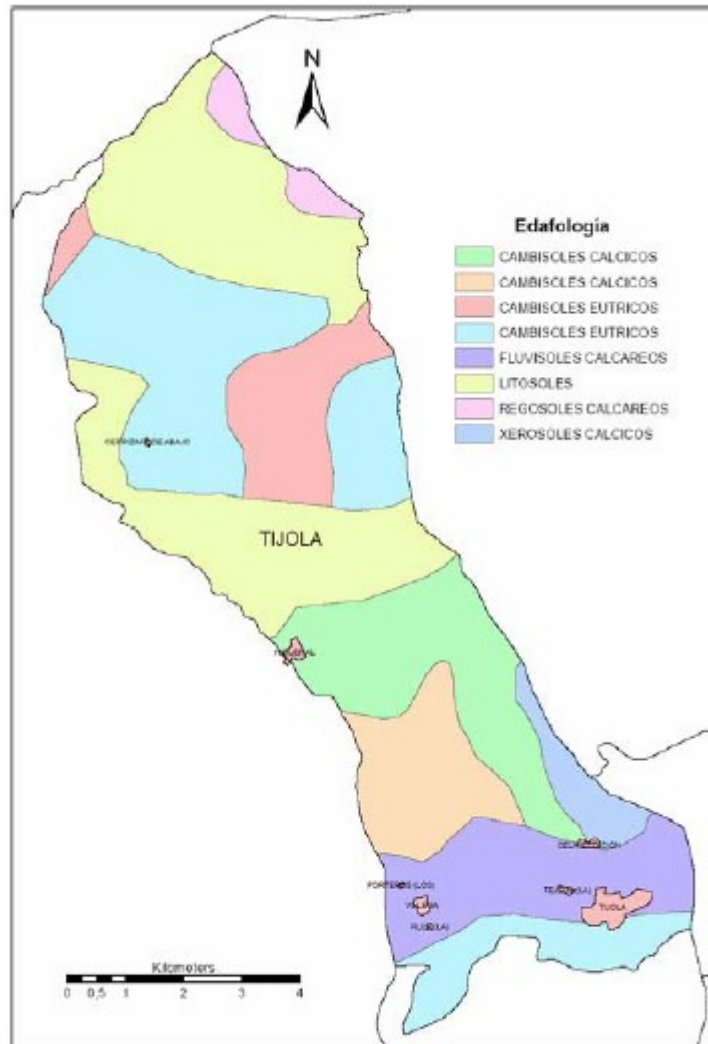 N
Edafología
CAMBISOLES CALCICOS
CAMBISOLES CALCICOS
CAMBISOLES EUTRICOS
CAMBISOLES EUTRICOS
FLUVISOLES CALCAREOS
LITOSOLES
REGOSOLES CALCAREOS
XEROSOLES CALCICOS
TIJOLA
(LOS)
TIJOLA
Kilometers
0 0,5 1 2 3 4